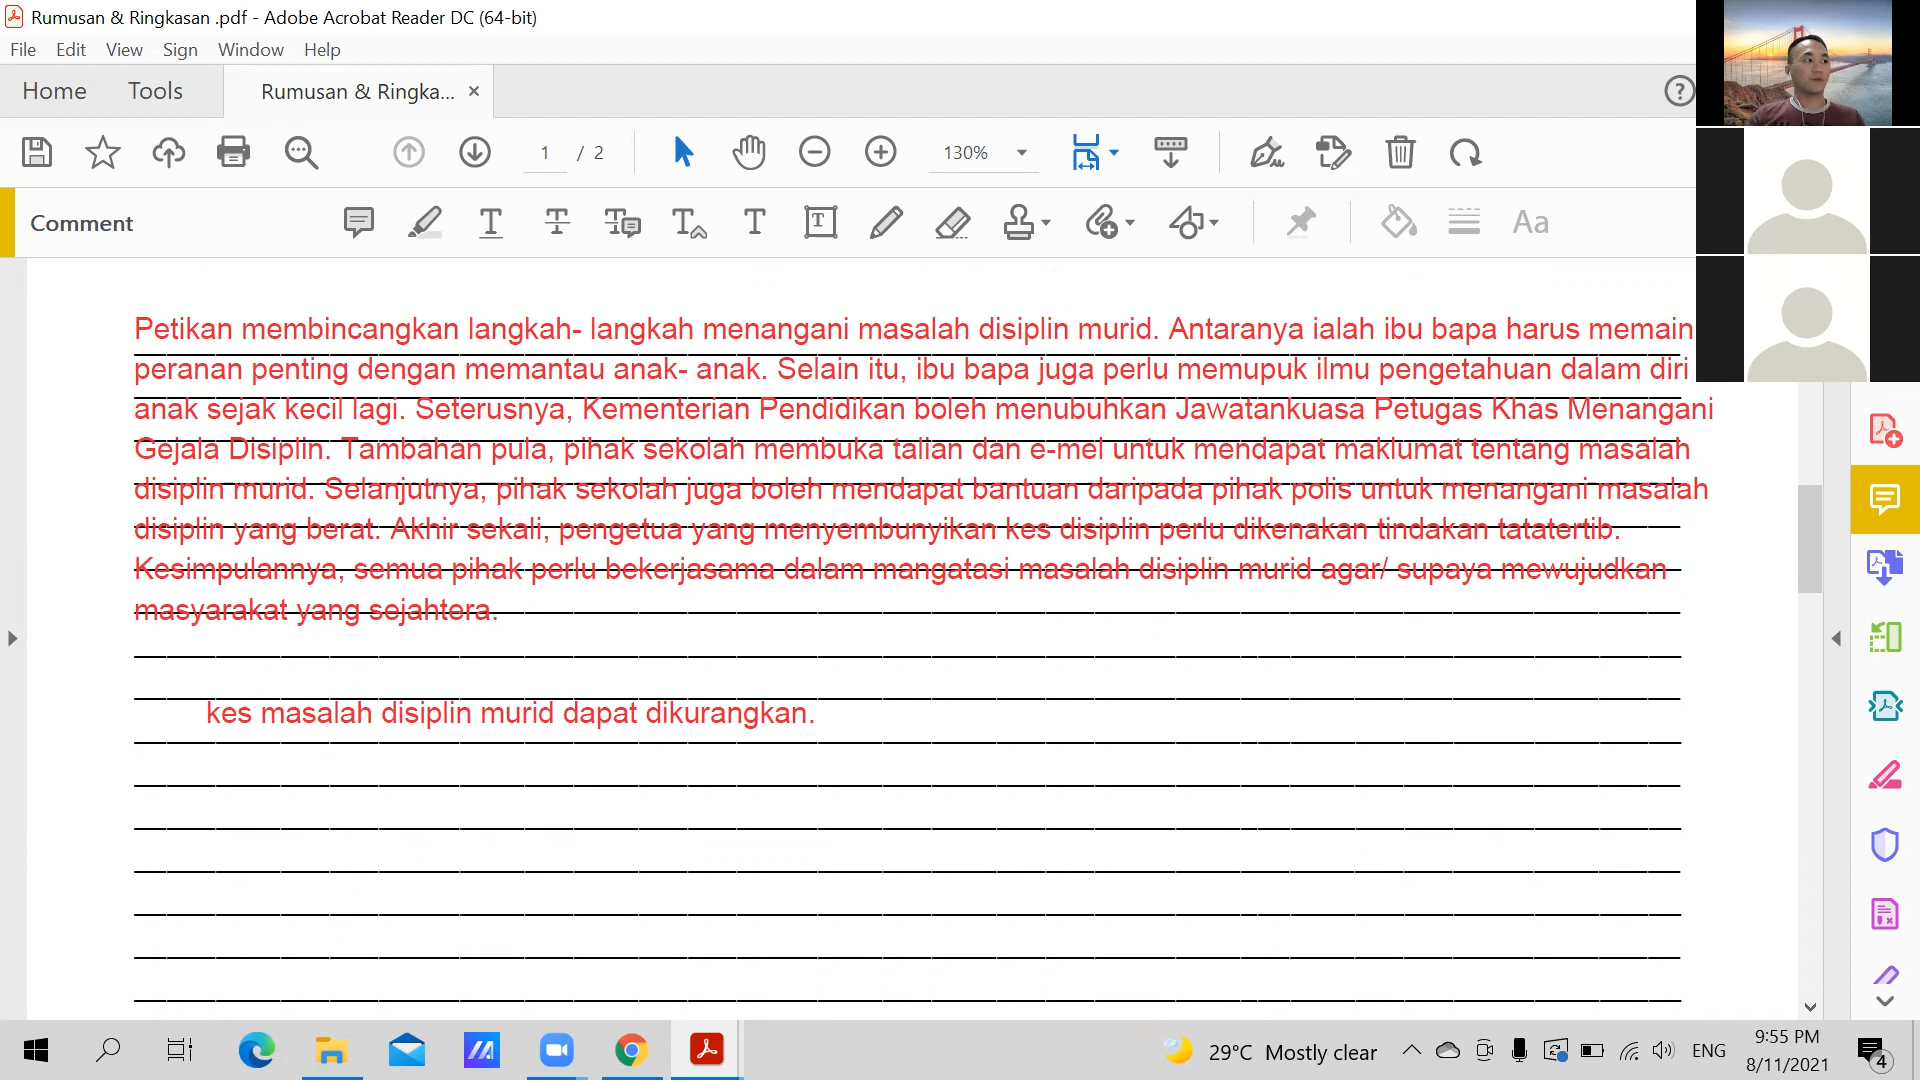 Rumusan & Ringkasan .pdf - Adobe Acrobat Reader DC (64-bit)
File Edit View Sign Window Help
Home Tools Rumusan & Ringka... ×
1 / 2 130%
Comment
Petikan membincangkan langkah- langkah menangani masalah disiplin murid. Antaranya ialah ibu bapa harus memain
peranan penting dengan memantau anak- anak. Selain itu, ibu bapa juga perlu memupuk ilmu pengetahuan dalam diri
anak sejak kecil lagi. Seterusnya, Kementerian Pendidikan boleh menubuhkan Jawatankuasa Petugas Khas Menangani
Gejala Disiplin. Tambahan pula, pihak sekolah membuka talian dan e-mel untuk mendapat maklumat tentang masalah
disiplin murid. Selanjutnya, pihak sekolah juga boleh mendapat bantuan daripada pihak polis untuk menangani masalah
disiplin yang berat. Akhir sekali, pengetua yang menyembunyikan kes disiplin perlu dikenakan tindakan tatatertib.
Kesimpulannya, semua pihak perlu bekerjasama dalam mangatasi masalah disiplin murid agar/ supaya mewujudkan
masyarakat yang sejahtera.
kes masalah disiplin murid dapat dikurangkan.
29°C Mostly clear ENG 9:55 PM
8/11/2021
4